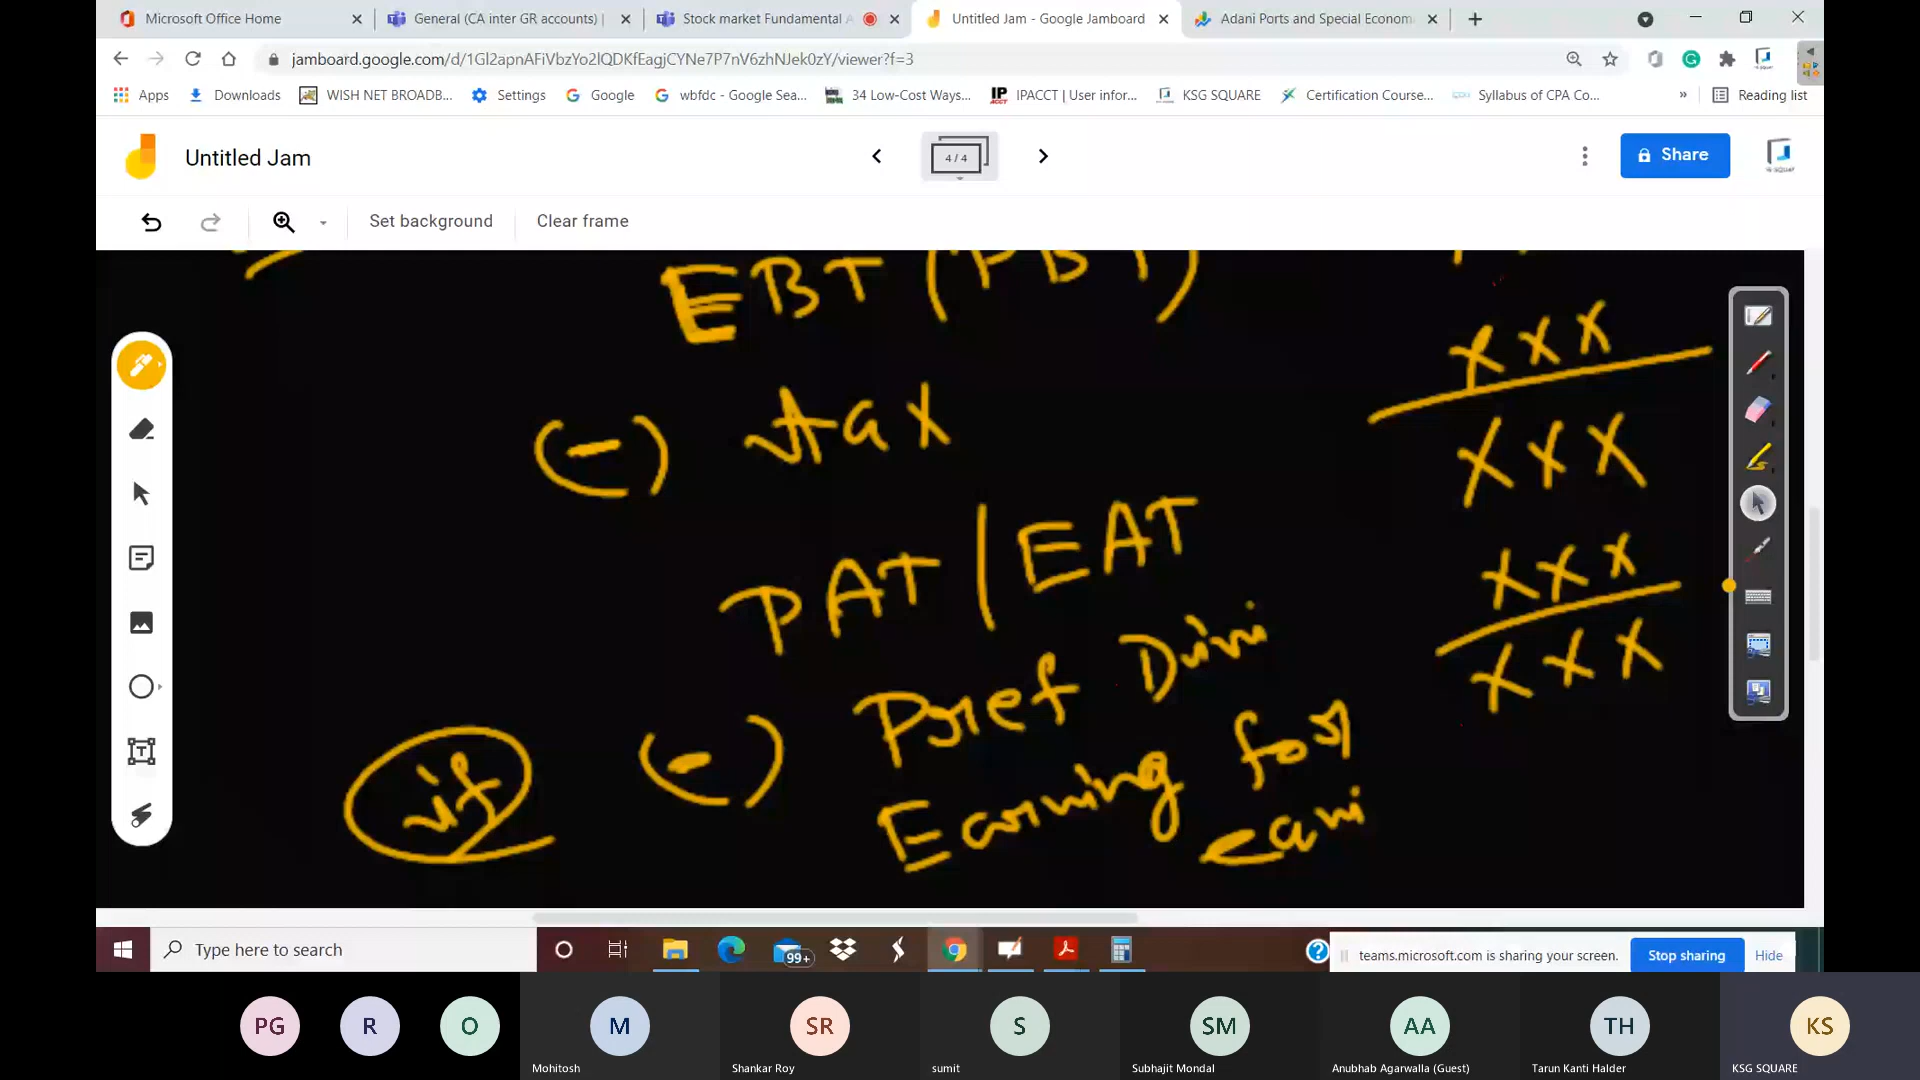 Microsoft Office Home
General (CA inter GR accounts) |
Stock market Fundamental A
Untitled Jam - Google Jamboard
Adani Ports and Special Econom
jamboard.google.com/d/1Gl2apnAFiVbzYo2lQDKfEagjCYNe7P7nV6zhNJek0zY/viewer?f=3
Apps
Downloads
WISH NET BROADB...
Settings
Google
wbfdc - Google Sea...
34 Low-Cost Ways...
IPACCT | User infor...
KSG SQUARE
Certification Course...
Syllabus of CPA Co...
»
Reading list
Untitled Jam
4 / 4
Share
Set background
Clear frame
EBT (PBT)
xxx
(-) tax
xxx
PAT / EAT
xxx
xxx
if (-) Pref Divi
Earning for
eani
Type here to search
99+
teams.microsoft.com is sharing your screen.
Stop sharing
Hide
PG
R
O
M
SR
S
SM
AA
TH
KS
Mohitosh
Shankar Roy
sumit
Subhajit Mondal
Anubhab Agarwalla (Guest)
Tarun Kanti Halder
KSG SQUARE